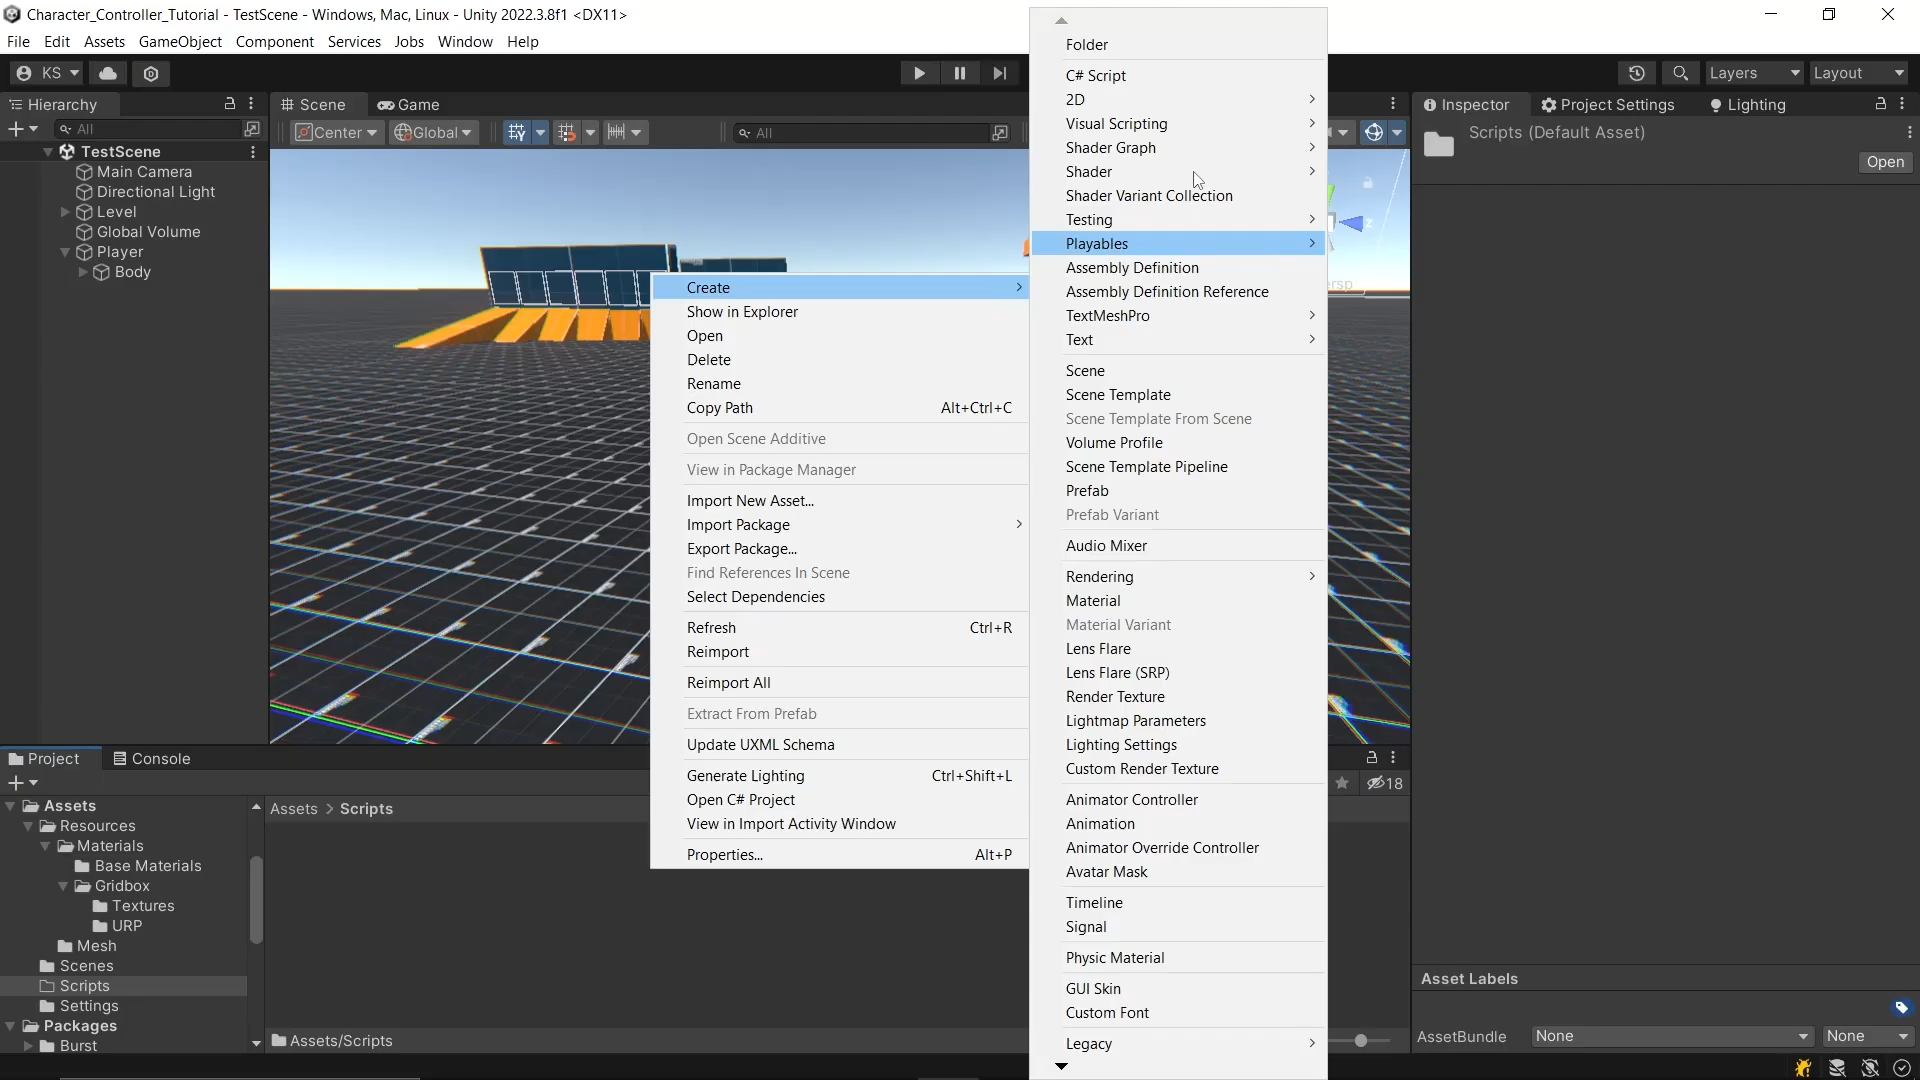 Character_Controller_Tutorial - TestScene - Windows, Mac, Linux - Unity 2022.3.8f1 <DX11>
File Edit Assets GameObject Component Services Jobs Window Help
KS
Layers
Layout
Hierarchy
All
TestScene
Main Camera
Directional Light
Level
Global Volume
Player
Body
Scene
Game
Center
Global
All
Create
Show in Explorer
Open
Delete
Rename
Copy Path Alt+Ctrl+C
Open Scene Additive
View in Package Manager
Import New Asset...
Import Package
Export Package...
Find References In Scene
Select Dependencies
Refresh Ctrl+R
Reimport
Reimport All
Extract From Prefab
Update UXML Schema
Generate Lighting Ctrl+Shift+L
Open C# Project
View in Import Activity Window
Properties... Alt+P
Folder
C# Script
2D
Visual Scripting
Shader Graph
Shader
Shader Variant Collection
Testing
Playables
Assembly Definition
Assembly Definition Reference
TextMeshPro
Text
Scene
Scene Template
Scene Template From Scene
Volume Profile
Scene Template Pipeline
Prefab
Prefab Variant
Audio Mixer
Rendering
Material
Material Variant
Lens Flare
Lens Flare (SRP)
Render Texture
Lightmap Parameters
Lighting Settings
Custom Render Texture
Animator Controller
Animation
Animator Override Controller
Avatar Mask
Timeline
Signal
Physic Material
GUI Skin
Custom Font
Legacy
z
ersp
Inspector
Project Settings
Lighting
Scripts (Default Asset)
Open
Asset Labels
AssetBundle None None
Project
Console
18
Assets
Resources
Materials
Base Materials
Gridbox
Textures
URP
Mesh
Scenes
Scripts
Settings
Packages
Burst
Assets > Scripts
Assets/Scripts